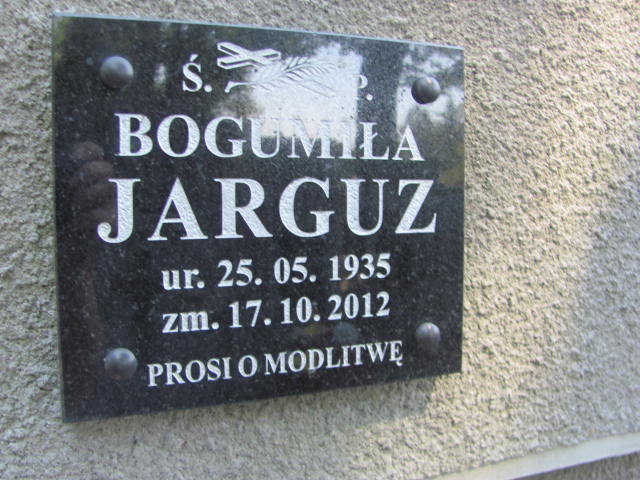 Ś. P.
BOGUMIŁA
JARGUZ
ur. 25. 05. 1935
zm. 17. 10. 2012
PROSI O MODLITWĘ